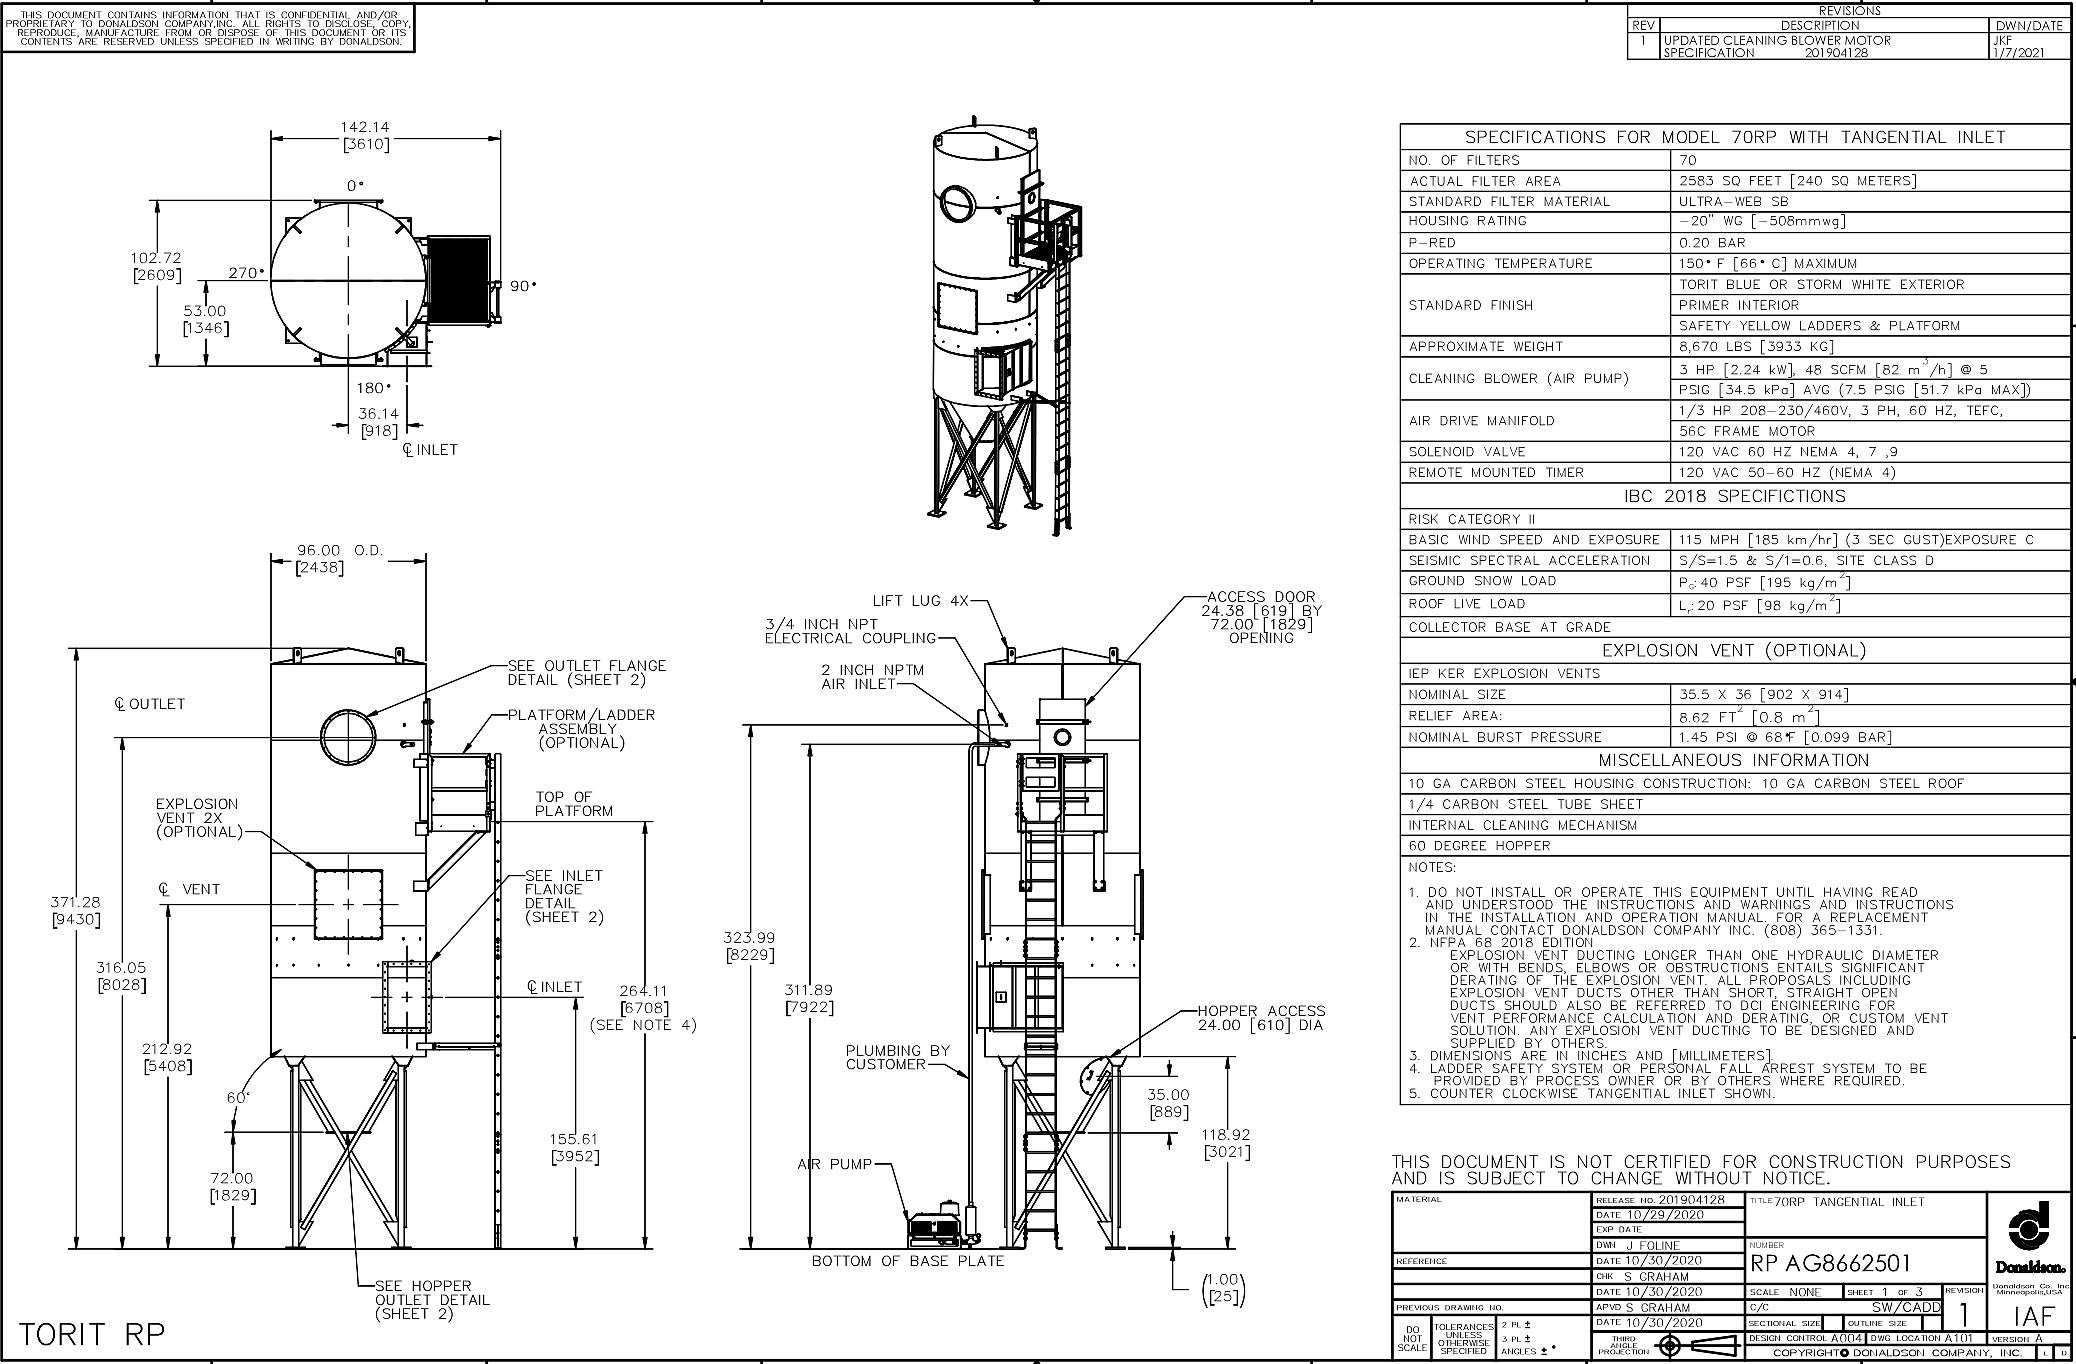 THIS DOCUMENT CONTAINS INFORMATION THAT IS CONFIDENTIAL AND/OR
PROPRIETARY TO DONALDSON COMPANY,INC. ALL RIGHTS TO DISCLOSE, COPY,
REPRODUCE, MANUFACTURE FROM OR DISPOSE OF THIS DOCUMENT OR ITS
CONTENTS ARE RESERVED UNLESS SPECIFIED IN WRITING BY DONALDSON.
REVISIONS
REV DESCRIPTION DWN/DATE
1 UPDATED CLEANING BLOWER MOTOR JKF
SPECIFICATION 201904128 1/7/2021
142.14
[3610]
0°
102.72
[2609]
270°
90°
53.00
[1346]
180°
36.14
[918]
℄ INLET
96.00 O.D.
[2438]
℄ OUTLET
SEE OUTLET FLANGE
DETAIL (SHEET 2)
PLATFORM/LADDER
ASSEMBLY
(OPTIONAL)
EXPLOSION
VENT 2X
(OPTIONAL)
TOP OF
PLATFORM
℄ VENT
SEE INLET
FLANGE
DETAIL
(SHEET 2)
371.28
[9430]
316.05
[8028]
℄ INLET
264.11
[6708]
(SEE NOTE 4)
212.92
[5408]
60°
155.61
[3952]
72.00
[1829]
SEE HOPPER
OUTLET DETAIL
(SHEET 2)
TORIT RP
LIFT LUG 4X
3/4 INCH NPT
ELECTRICAL COUPLING
2 INCH NPTM
AIR INLET
ACCESS DOOR
24.38 [619] BY
72.00 [1829]
OPENING
323.99
[8229]
311.89
[7922]
HOPPER ACCESS
24.00 [610] DIA
PLUMBING BY
CUSTOMER
35.00
[889]
118.92
[3021]
AIR PUMP
BOTTOM OF BASE PLATE
(1.00)
[25]
SPECIFICATIONS FOR MODEL 70RP WITH TANGENTIAL INLET
NO. OF FILTERS 70
ACTUAL FILTER AREA 2583 SQ FEET [240 SQ METERS]
STANDARD FILTER MATERIAL ULTRA-WEB SB
HOUSING RATING -20" WG [-508mmwg]
P-RED 0.20 BAR
OPERATING TEMPERATURE 150° F [66° C] MAXIMUM
STANDARD FINISH TORIT BLUE OR STORM WHITE EXTERIOR
PRIMER INTERIOR
SAFETY YELLOW LADDERS & PLATFORM
APPROXIMATE WEIGHT 8,670 LBS [3933 KG]
CLEANING BLOWER (AIR PUMP) 3 HP [2.24 kW], 48 SCFM [82 m³/h] @ 5
PSIG [34.5 kPa] AVG (7.5 PSIG [51.7 kPa MAX])
AIR DRIVE MANIFOLD 1/3 HP 208-230/460V, 3 PH, 60 HZ, TEFC,
56C FRAME MOTOR
SOLENOID VALVE 120 VAC 60 HZ NEMA 4, 7 ,9
REMOTE MOUNTED TIMER 120 VAC 50-60 HZ (NEMA 4)
IBC 2018 SPECIFICTIONS
RISK CATEGORY II
BASIC WIND SPEED AND EXPOSURE 115 MPH [185 km/hr] (3 SEC GUST)EXPOSURE C
SEISMIC SPECTRAL ACCELERATION S/S=1.5 & S/1=0.6, SITE CLASS D
GROUND SNOW LOAD PG: 40 PSF [195 kg/m²]
ROOF LIVE LOAD Lr: 20 PSF [98 kg/m²]
COLLECTOR BASE AT GRADE
EXPLOSION VENT (OPTIONAL)
IEP KER EXPLOSION VENTS
NOMINAL SIZE 35.5 X 36 [902 X 914]
RELIEF AREA: 8.62 FT² [0.8 m²]
NOMINAL BURST PRESSURE 1.45 PSI @ 68°F [0.099 BAR]
MISCELLANEOUS INFORMATION
10 GA CARBON STEEL HOUSING CONSTRUCTION: 10 GA CARBON STEEL ROOF
1/4 CARBON STEEL TUBE SHEET
INTERNAL CLEANING MECHANISM
60 DEGREE HOPPER
NOTES:
1. DO NOT INSTALL OR OPERATE THIS EQUIPMENT UNTIL HAVING READ
AND UNDERSTOOD THE INSTRUCTIONS AND WARNINGS AND INSTRUCTIONS
IN THE INSTALLATION AND OPERATION MANUAL. FOR A REPLACEMENT
MANUAL CONTACT DONALDSON COMPANY INC. (808) 365-1331.
2. NFPA 68 2018 EDITION
EXPLOSION VENT DUCTING LONGER THAN ONE HYDRAULIC DIAMETER
OR WITH BENDS, ELBOWS OR OBSTRUCTIONS ENTAILS SIGNIFICANT
DERATING OF THE EXPLOSION VENT. ALL PROPOSALS INCLUDING
EXPLOSION VENT DUCTS OTHER THAN SHORT, STRAIGHT OPEN
DUCTS SHOULD ALSO BE REFERRED TO DCI ENGINEERING FOR
VENT PERFORMANCE CALCULATION AND DERATING, OR CUSTOM VENT
SOLUTION. ANY EXPLOSION VENT DUCTING TO BE DESIGNED AND
SUPPLIED BY OTHERS.
3. DIMENSIONS ARE IN INCHES AND [MILLIMETERS].
4. LADDER SAFETY SYSTEM OR PERSONAL FALL ARREST SYSTEM TO BE
PROVIDED BY PROCESS OWNER OR BY OTHERS WHERE REQUIRED.
5. COUNTER CLOCKWISE TANGENTIAL INLET SHOWN.
THIS DOCUMENT IS NOT CERTIFIED FOR CONSTRUCTION PURPOSES
AND IS SUBJECT TO CHANGE WITHOUT NOTICE.
MATERIAL
REFERENCE
PREVIOUS DRAWING NO.
DO
NOT
SCALE
TOLERANCES
UNLESS
OTHERWISE
SPECIFIED
2 PL ±
3 PL ±
ANGLES ± °
RELEASE NO. 201904128
DATE 10/29/2020
EXP DATE
DWN J FOLINE
DATE 10/30/2020
CHK S GRAHAM
DATE 10/30/2020
APVD S GRAHAM
DATE 10/30/2020
THIRD
ANGLE
PROJECTION
TITLE 70RP TANGENTIAL INLET
NUMBER
RP AG8662501
SCALE NONE SHEET 1 OF 3 REVISION
C/C SW/CADD 1
SECTIONAL SIZE OUTLINE SIZE
DESIGN CONTROL A004 DWG LOCATION A101 VERSION A
COPYRIGHT© DONALDSON COMPANY, INC. L D
Donaldson.
Donaldson Co. Inc
Minneapolis,USA
IAF